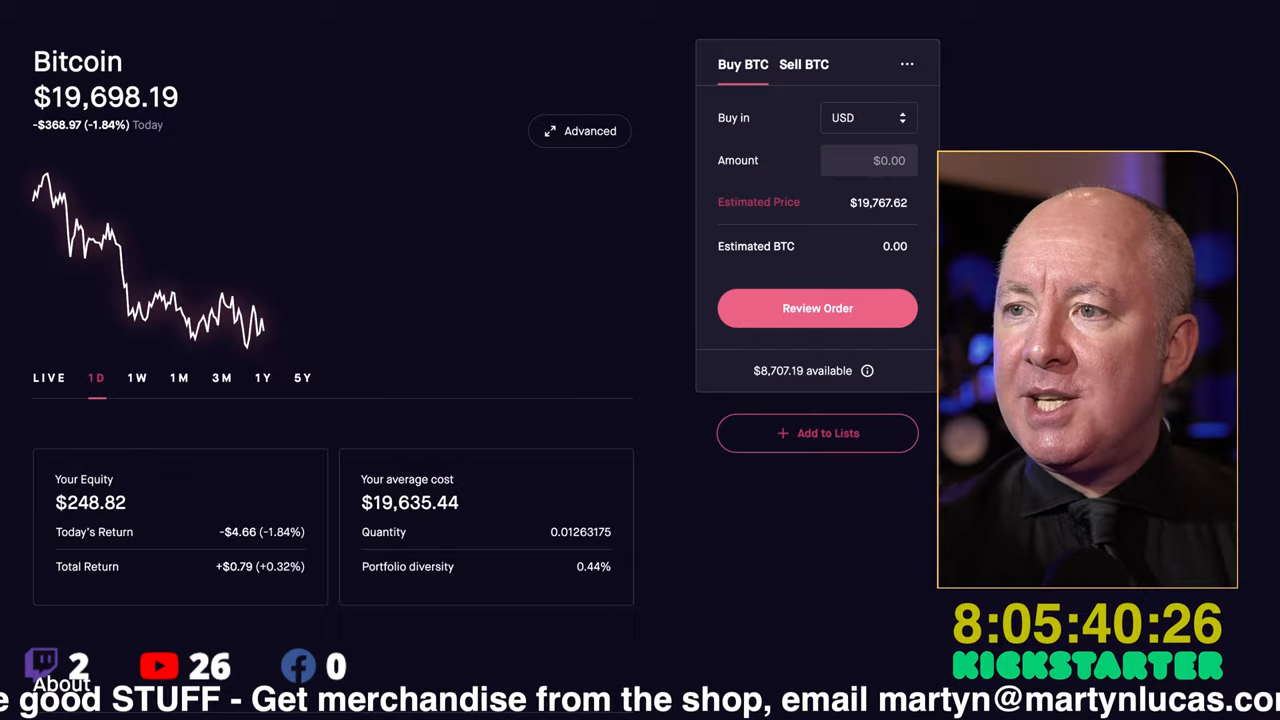 Bitcoin
$19,698.19
-$368.97 (-1.84%) Today
Advanced
LIVE 1D 1W 1M 3M 1Y 5Y
Your Equity
$248.82
Today's Return -$4.66 (-1.84%)
Total Return +$0.79 (+0.32%)
Your average cost
$19,635.44
Quantity 0.01263175
Portfolio diversity 0.44%
Buy BTC Sell BTC
Buy in USD
Amount $0.00
Estimated Price $19,767.62
Estimated BTC 0.00
Review Order
$8,707.19 available
+ Add to Lists
8:05:40:26
KICKSTARTER
2 26 0
About
e good STUFF - Get merchandise from the shop, email martyn@martynlucas.co